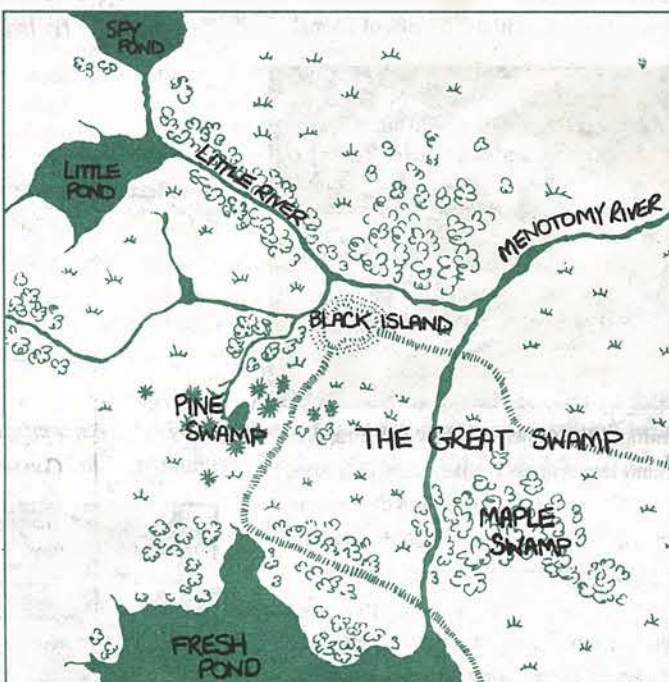 SPY
POND
LITTLE
POND
LITTLE RIVER
MENOTOMY RIVER
BLACK ISLAND
PINE
SWAMP
THE GREAT SWAMP
MAPLE
SWAMP
FRESH
POND